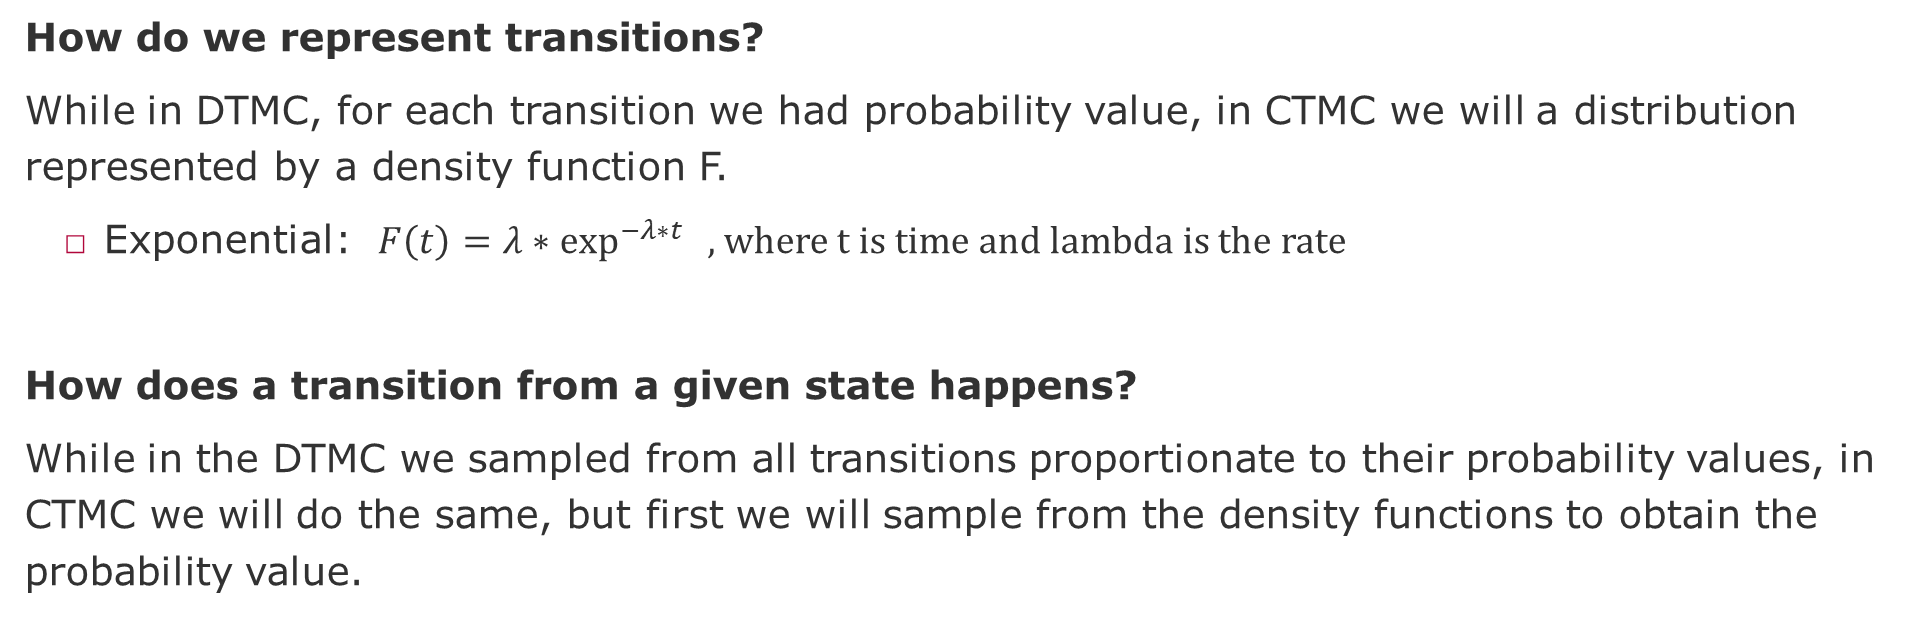 How do we represent transitions?
While in DTMC, for each transition we had probability value, in CTMC we will a distribution
represented by a density function F.
□ Exponential: F(t) = λ * exp^{-λ*t} , where t is time and lambda is the rate
How does a transition from a given state happens?
While in the DTMC we sampled from all transitions proportionate to their probability values, in
CTMC we will do the same, but first we will sample from the density functions to obtain the
probability value.